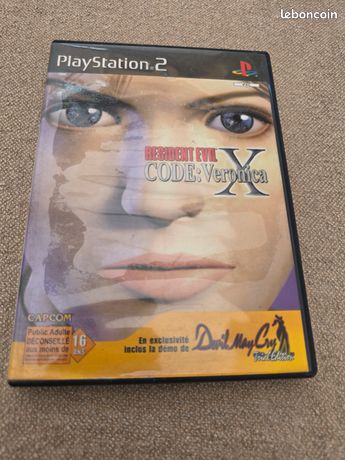 leboncoin
PlayStation 2
RESIDENT EVIL
CODE: Veronica
X
CAPCOM
Public Adulte
DÉCONSEILLÉ
aux moins de
16
ans
En exclusivité
inclus la démo de
Devil May Cry